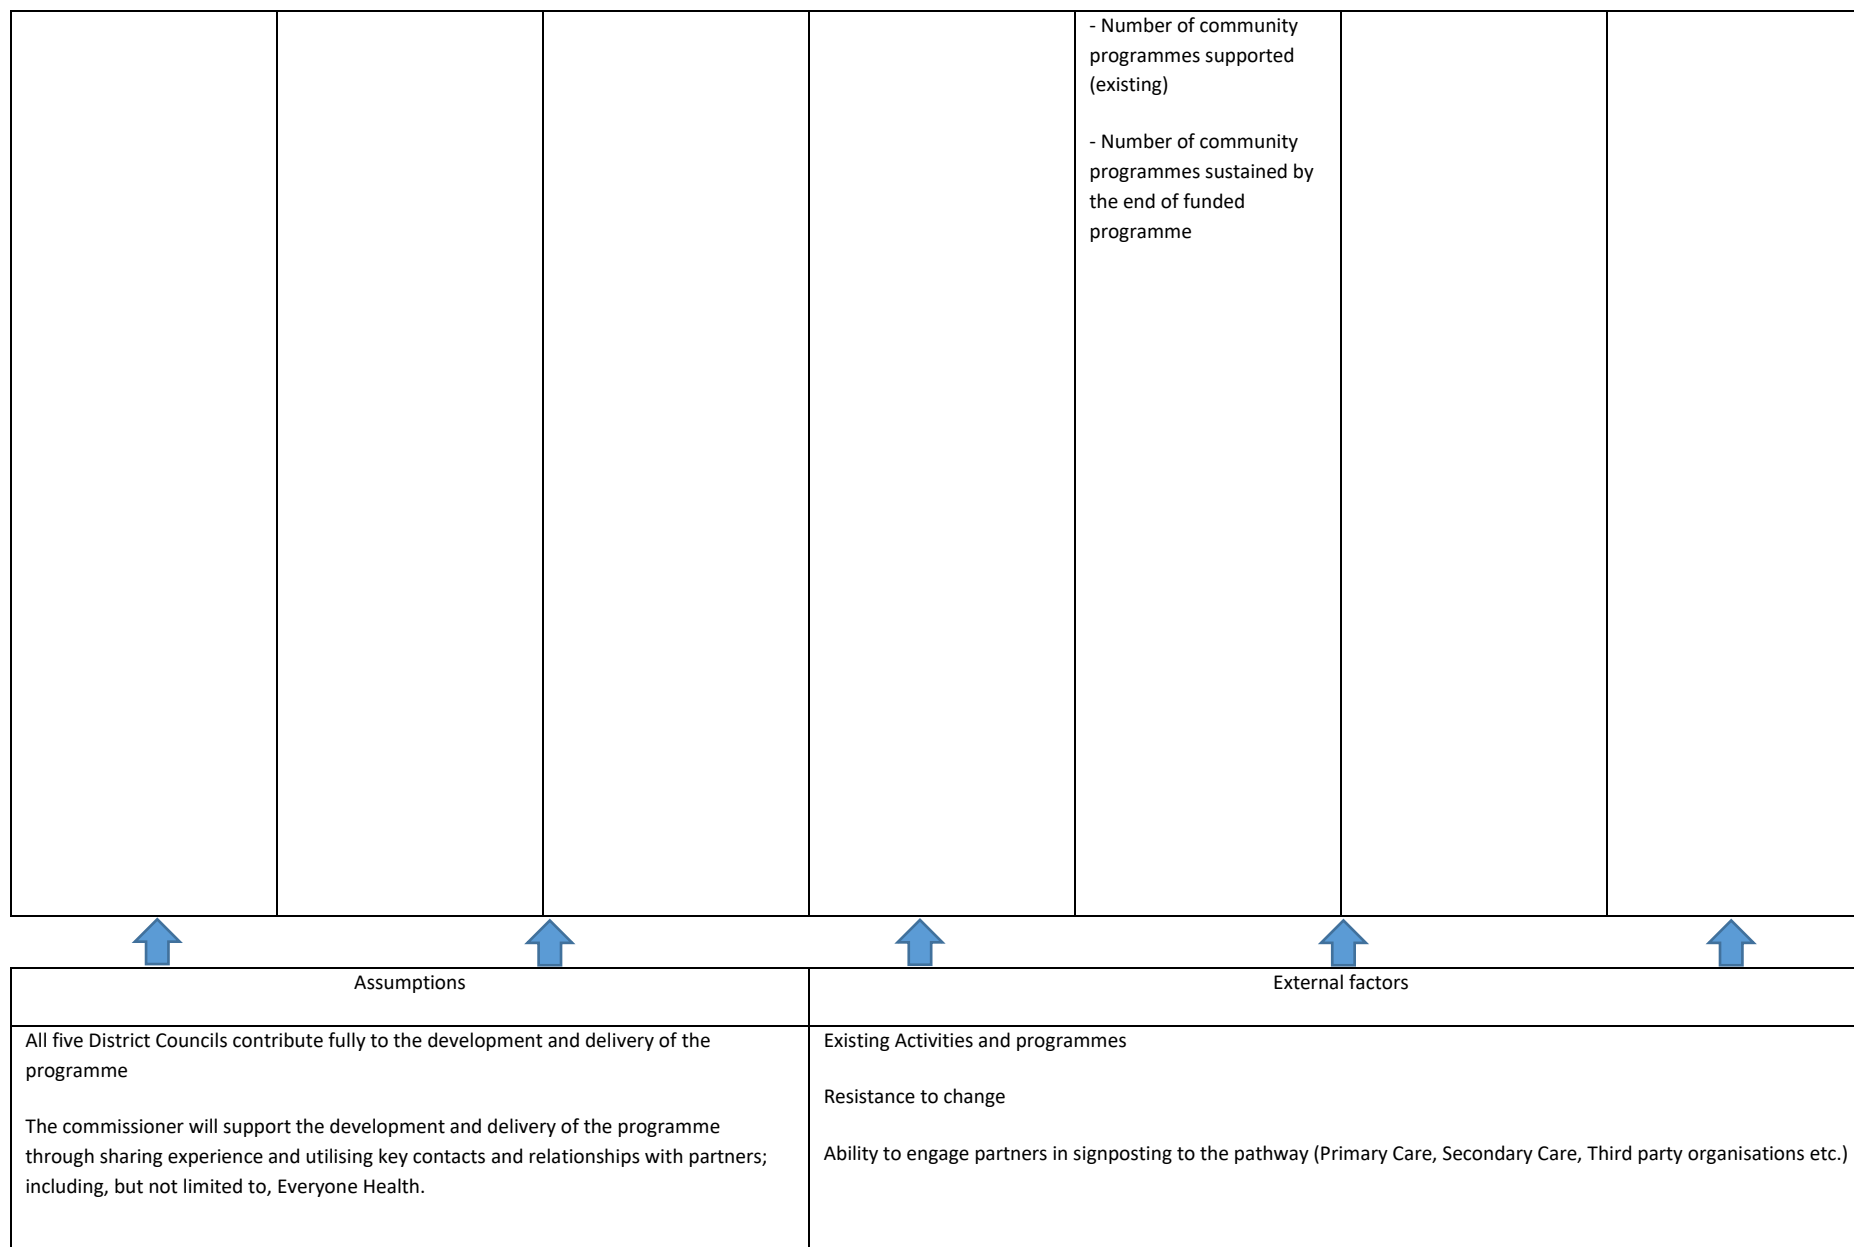 - Number of community
programmes supported
(existing)
- Number of community
programmes sustained by
the end of funded
programme
Assumptions
External factors
All five District Councils contribute fully to the development and delivery of the
programme
The commissioner will support the development and delivery of the programme
through sharing experience and utilising key contacts and relationships with partners;
including, but not limited to, Everyone Health.
Existing Activities and programmes
Resistance to change
Ability to engage partners in signposting to the pathway (Primary Care, Secondary Care, Third party organisations etc.)